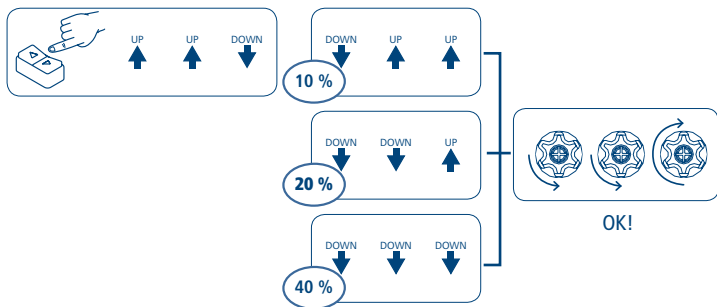 UP UP DOWN
DOWN UP UP
10 %
DOWN DOWN UP
20 %
DOWN DOWN DOWN
40 %
OK!